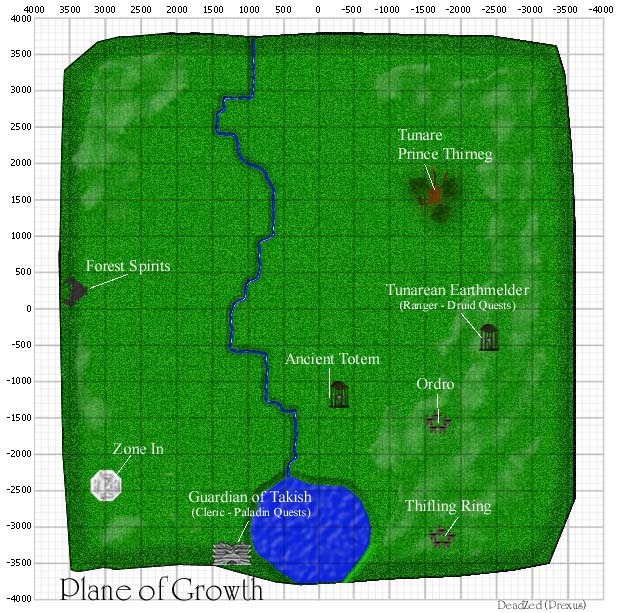 4000 3500 3000 2500 2000 1500 1000 500 0 -500 -1000 -1500 -2000 -2500 -3000 -3500 -4000
4000
3500
3000
2500
2000
1500
1000
500
0
-500
-1000
-1500
-2000
-2500
-3000
-3500
-4000
Tunare
Prince Thirneg
Forest Spirits
Tunarean Earthmelder
(Ranger - Druid Quests)
Ancient Totem
Ordro
Zone In
Guardian of Takish
(Cleric - Paladin Quests)
Thifling Ring
Plane of Growth
DeadZed (Prexus)